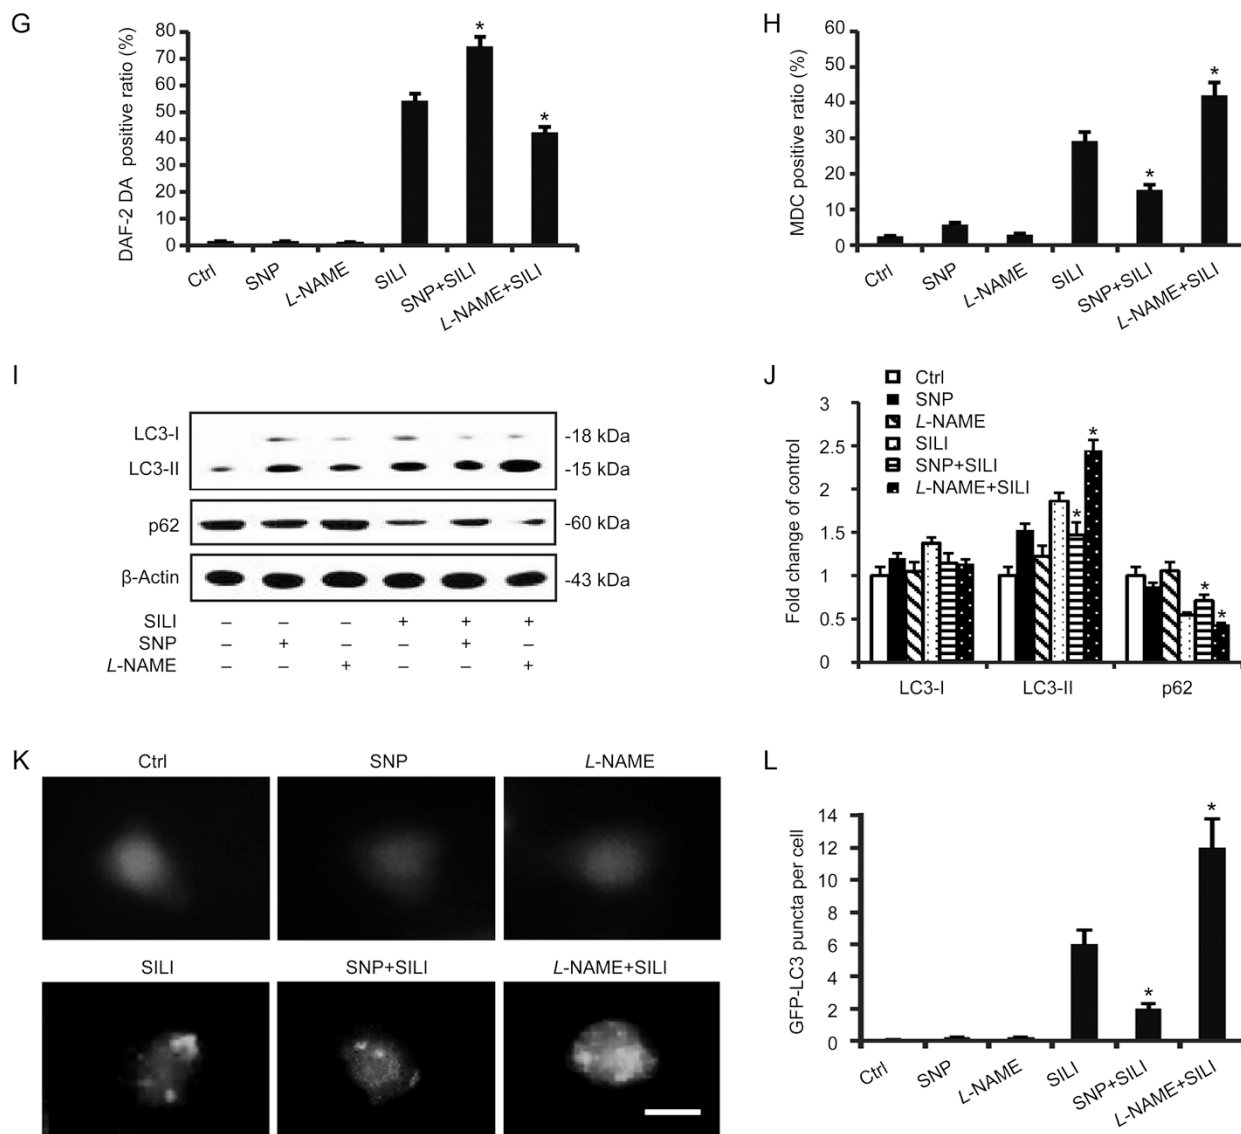 G
DAF-2 DA positive ratio (%)
80
70
60
50
40
30
20
10
0
*
*
Ctrl
SNP
L-NAME
SILI
SNP+SILI
L-NAME+SILI
H
MDC positive ratio (%)
60
50
40
30
20
10
0
*
*
Ctrl
SNP
L-NAME
SILI
SNP+SILI
L-NAME+SILI
I
LC3-I
-18 kDa
LC3-II
-15 kDa
p62
-60 kDa
β-Actin
-43 kDa
SILI – – – + + +
SNP – + – – + –
L-NAME – – + – – +
J
Ctrl
SNP
L-NAME
SILI
SNP+SILI
L-NAME+SILI
Fold change of control
3
2.5
2
1.5
1
0.5
0
*
*
*
*
LC3-I
LC3-II
p62
K
Ctrl
SNP
L-NAME
SILI
SNP+SILI
L-NAME+SILI
L
GFP-LC3 puncta per cell
14
12
10
8
6
4
2
0
*
*
Ctrl
SNP
L-NAME
SILI
SNP+SILI
L-NAME+SILI